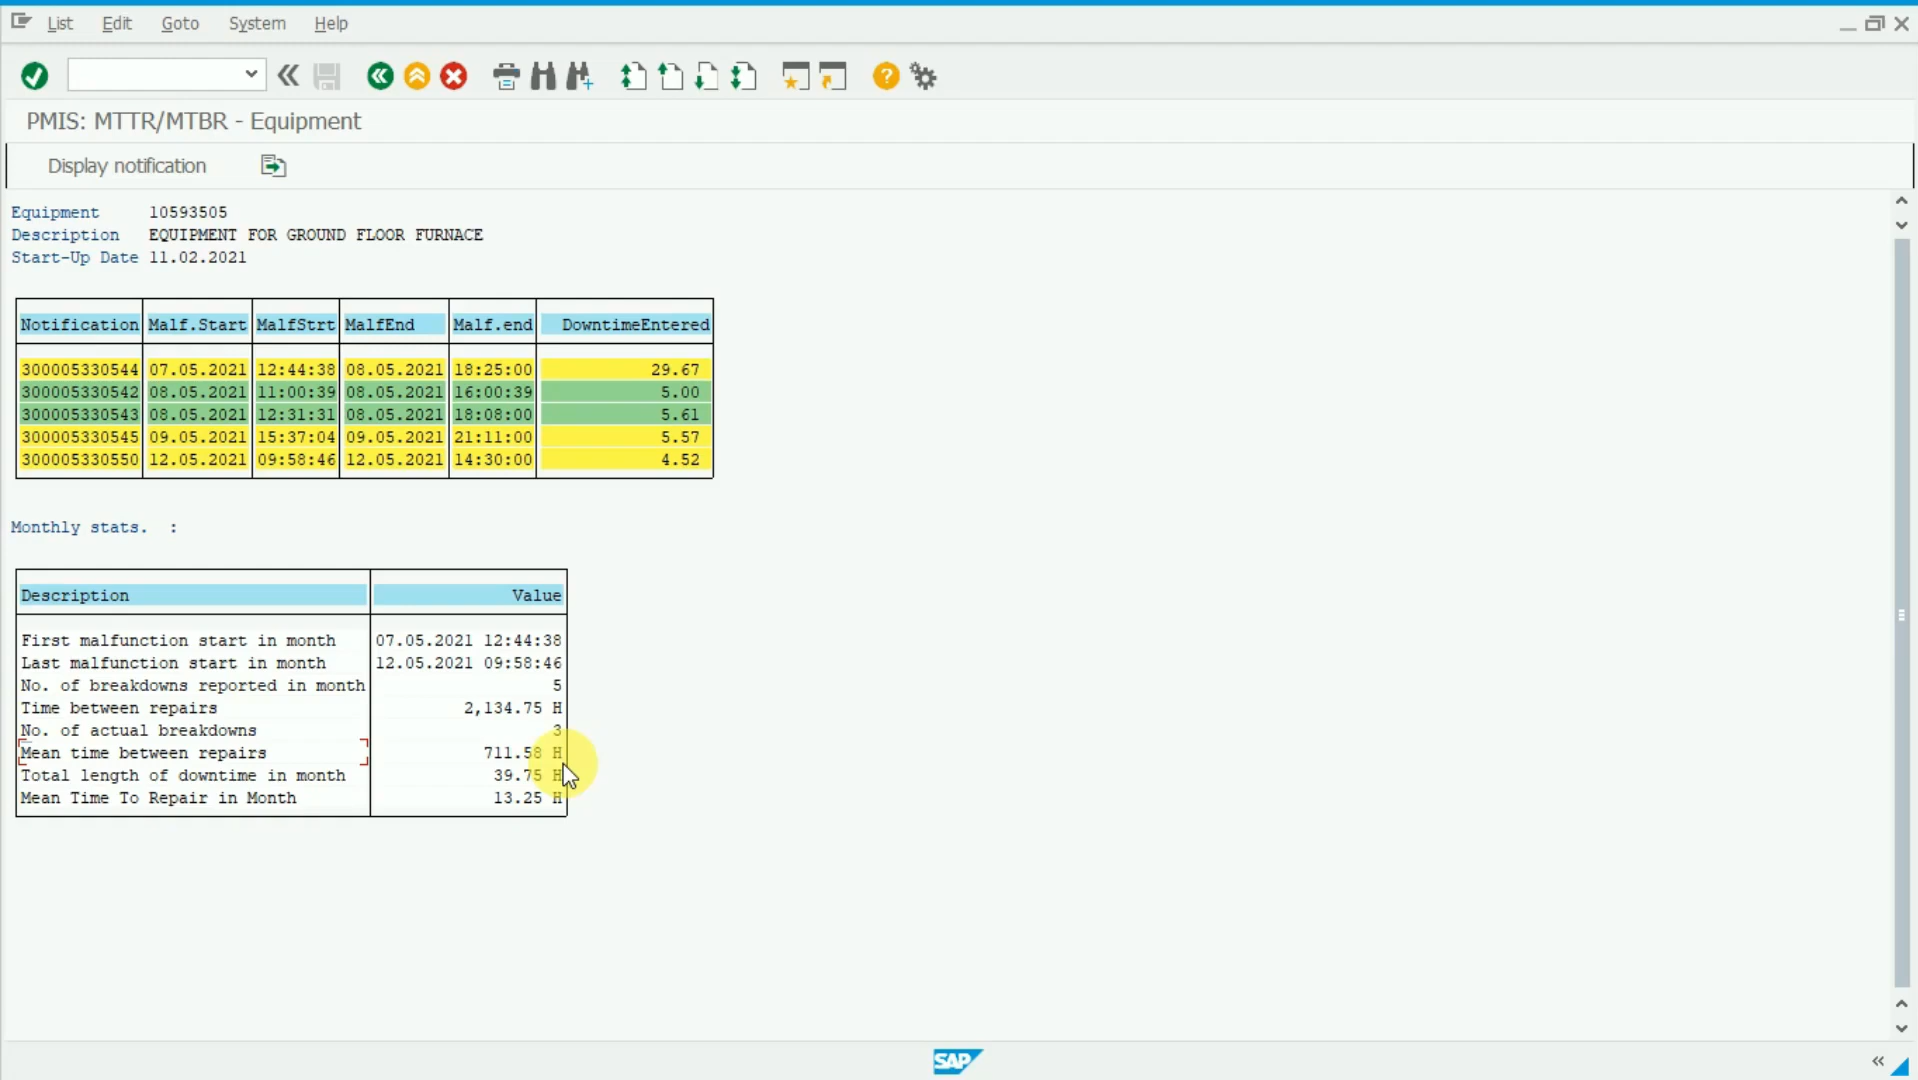 List Edit Goto System Help
PMIS: MTTR/MTBR - Equipment
Display notification
Equipment 10593505
Description EQUIPMENT FOR GROUND FLOOR FURNACE
Start-Up Date 11.02.2021
Notification Malf.Start MalfStrt MalfEnd Malf.end DowntimeEntered
300005330544 07.05.2021 12:44:38 08.05.2021 18:25:00 29.67
300005330542 08.05.2021 11:00:39 08.05.2021 16:00:39 5.00
300005330543 08.05.2021 12:31:31 08.05.2021 18:08:00 5.61
300005330545 09.05.2021 15:37:04 09.05.2021 21:11:00 5.57
300005330550 12.05.2021 09:58:46 12.05.2021 14:30:00 4.52
Monthly stats. :
Description Value
First malfunction start in month 07.05.2021 12:44:38
Last malfunction start in month 12.05.2021 09:58:46
No. of breakdowns reported in month 5
Time between repairs 2,134.75 H
No. of actual breakdowns 3
Mean time between repairs 711.58 H
Total length of downtime in month 39.75 H
Mean Time To Repair in Month 13.25 H
SAP